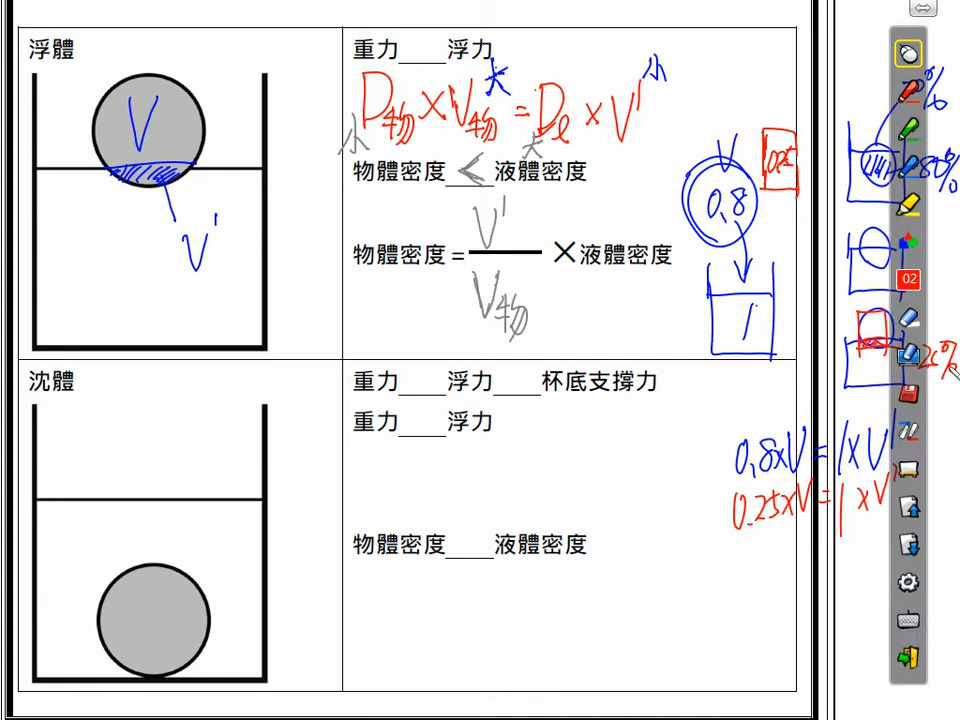 浮體
重力____浮力
D物×V物=Dℓ×V'
大
小
小
大
物體密度 < 液體密度
物體密度 = V'/V物 ×液體密度
V
V'
V
0.8
1
80%
25%
02
沈體
重力____浮力____杯底支撐力
重力____浮力
物體密度____液體密度
0.8×V=1×V'
0.25×V=1×V'